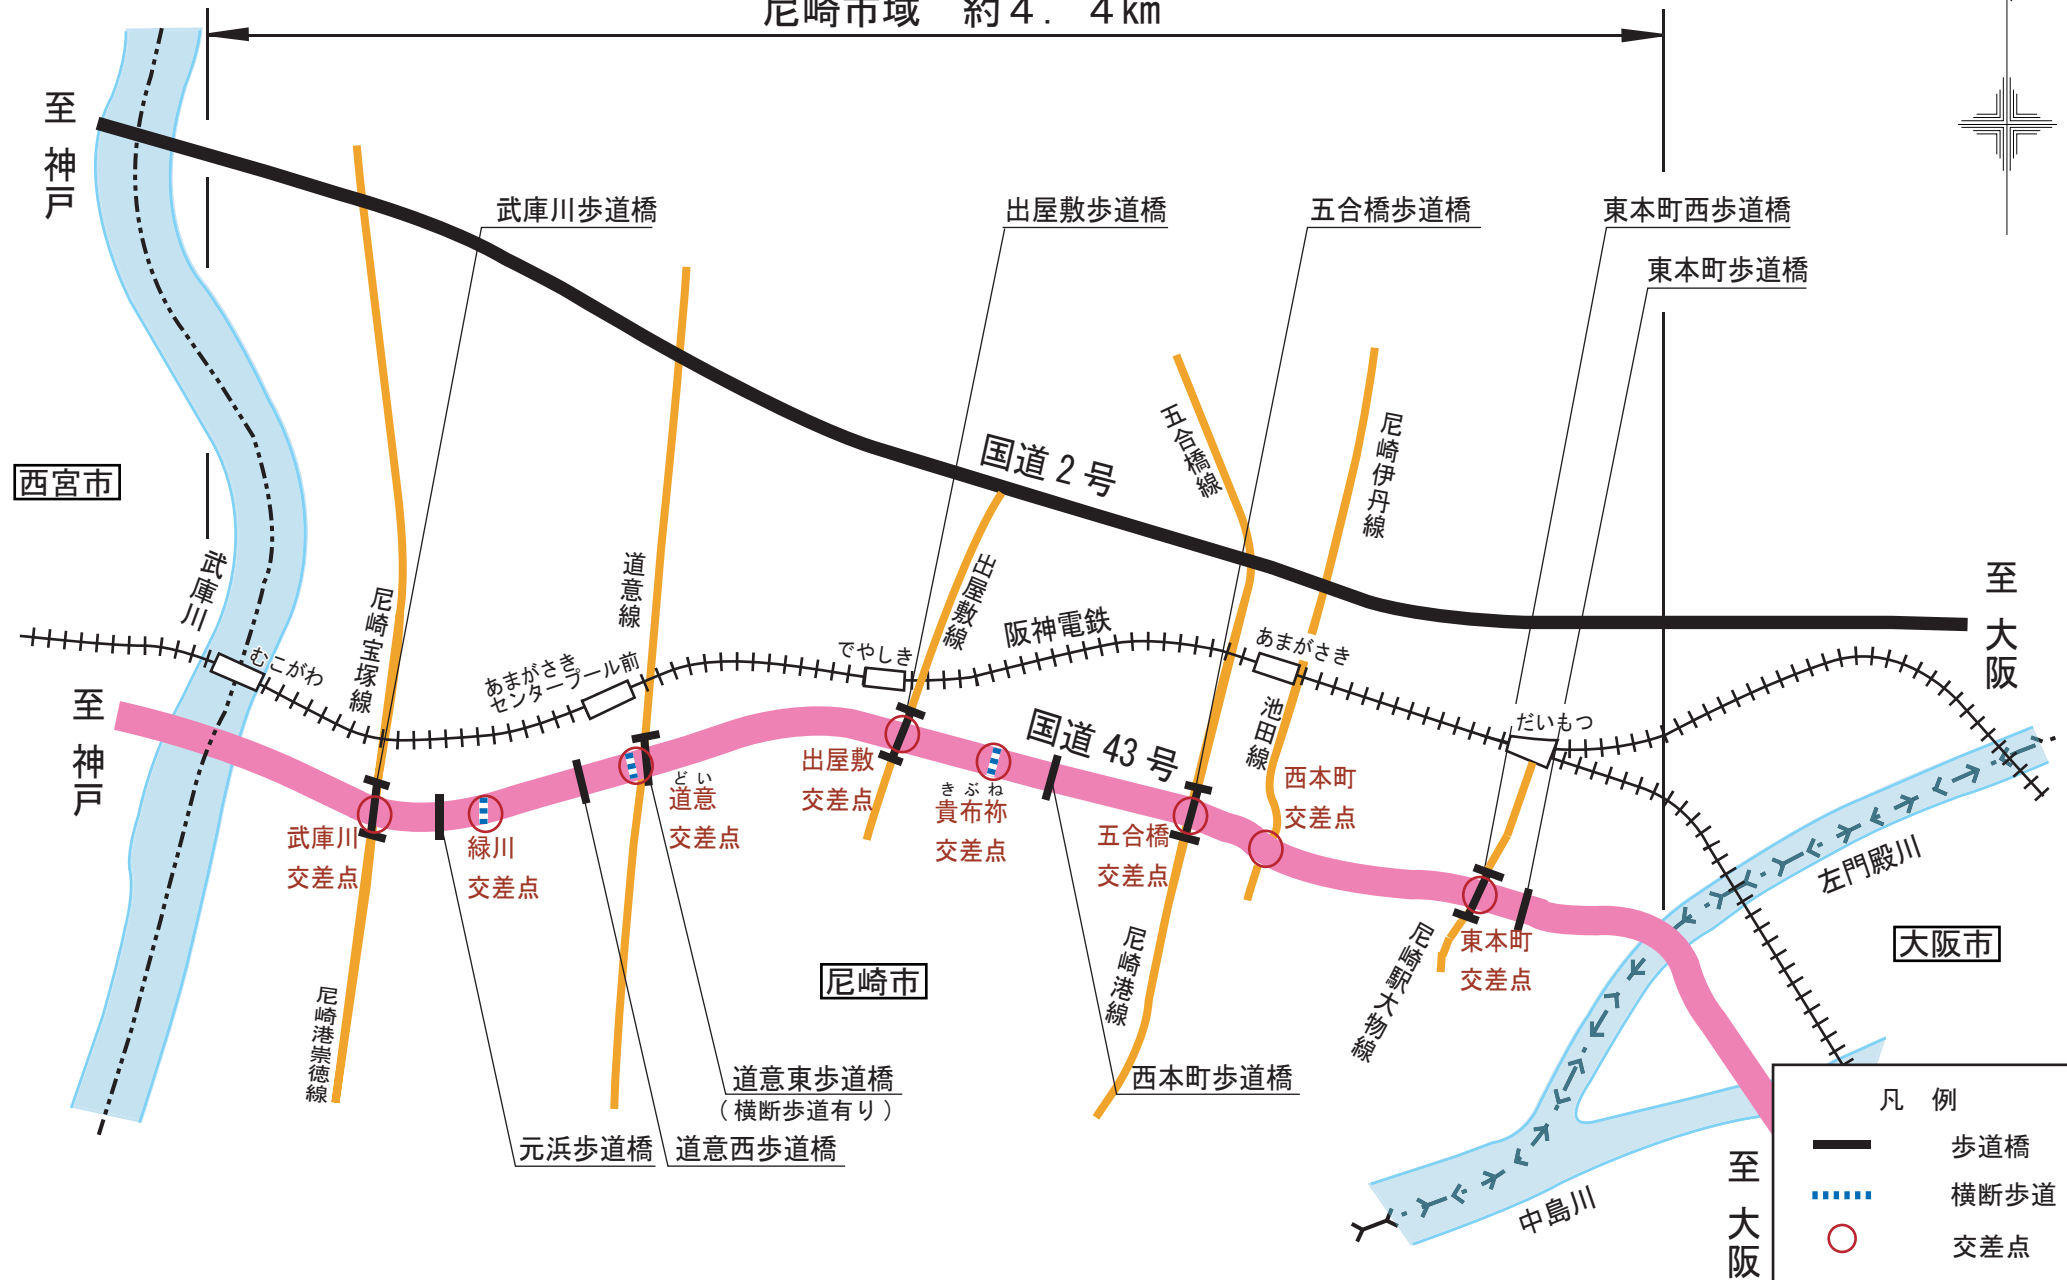 尼崎市域　約４．４km
至 神戸
武庫川歩道橋
出屋敷歩道橋
五合橋歩道橋
東本町西歩道橋
東本町歩道橋
国道２号
五合橋線
尼崎伊丹線
西宮市
武庫川
尼崎宝塚線
道意線
出屋敷線
阪神電鉄
至 大阪
むこがわ
あまがさき
センタープール前
でやしき
あまがさき
だいもつ
至 神戸
国道43号
池田線
出屋敷
交差点
どい
道意
交差点
きぶね
貴布祢
交差点
西本町
交差点
武庫川
交差点
緑川
交差点
五合橋
交差点
左門殿川
東本町
交差点
大阪市
尼崎市
尼崎港崇徳線
尼崎港線
尼崎駅大物線
道意東歩道橋
（横断歩道有り）
西本町歩道橋
元浜歩道橋
道意西歩道橋
中島川
至 大阪
凡　例
歩道橋
横断歩道
交差点